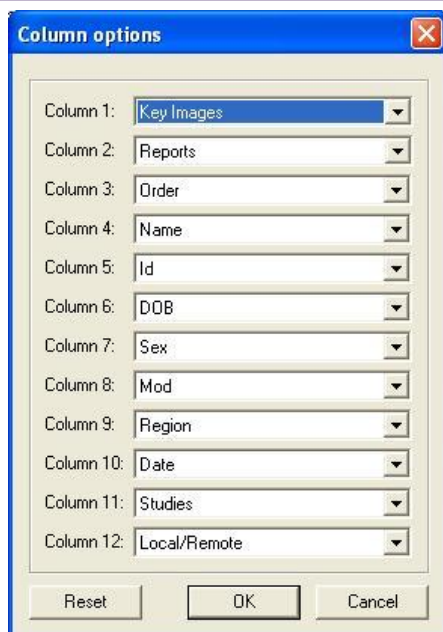 Column options
Column 1: Key Images
Column 2: Reports
Column 3: Order
Column 4: Name
Column 5: Id
Column 6: DOB
Column 7: Sex
Column 8: Mod
Column 9: Region
Column 10: Date
Column 11: Studies
Column 12: Local/Remote
Reset OK Cancel